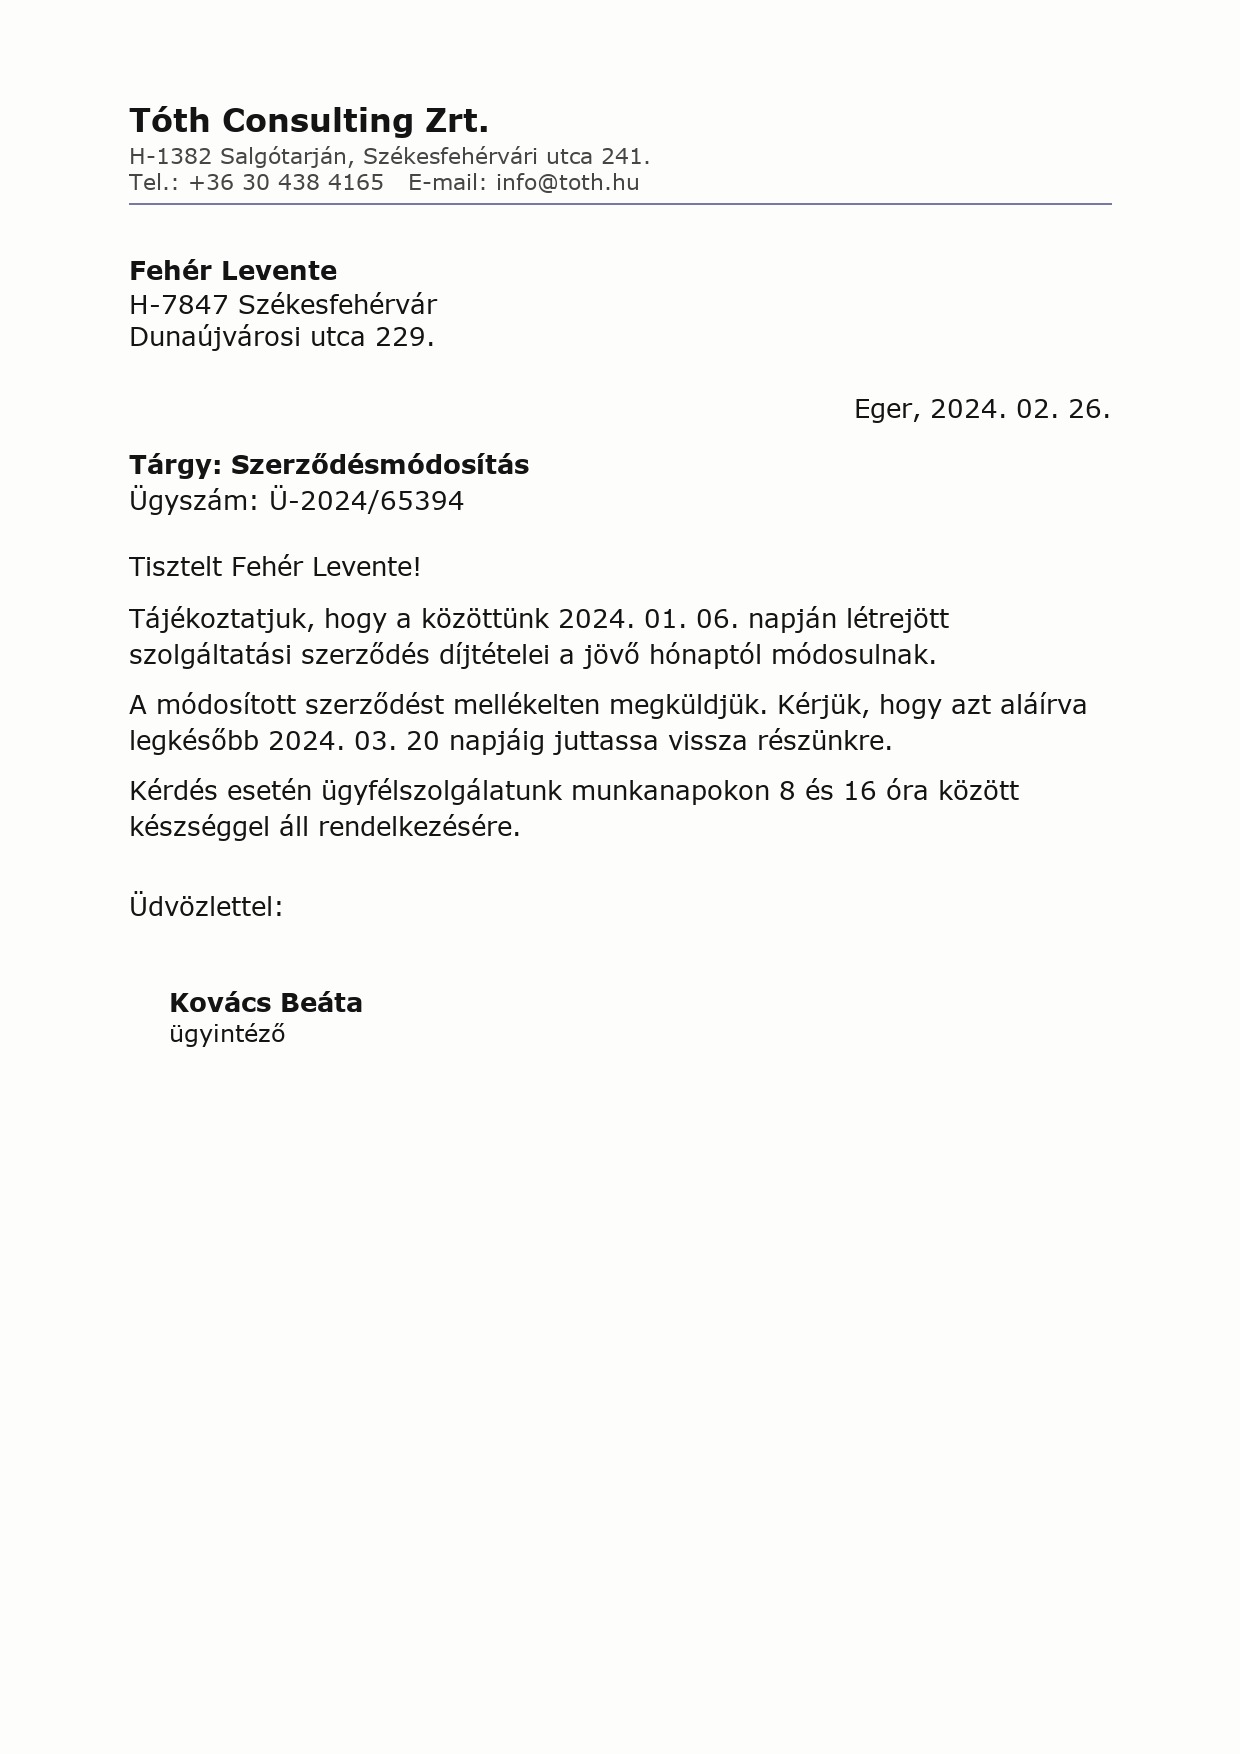 Tóth Consulting Zrt.
H-1382 Salgótarján, Székesfehérvári utca 241.
Tel.: +36 30 438 4165   E-mail: info@toth.hu
Fehér Levente
H-7847 Székesfehérvár
Dunaújvárosi utca 229.
Eger, 2024. 02. 26.
Tárgy: Szerződésmódosítás
Ügyszám: Ü-2024/65394
Tisztelt Fehér Levente!
Tájékoztatjuk, hogy a közöttünk 2024. 01. 06. napján létrejött
szolgáltatási szerződés díjtételei a jövő hónaptól módosulnak.
A módosított szerződést mellékelten megküldjük. Kérjük, hogy azt aláírva
legkésőbb 2024. 03. 20 napjáig juttassa vissza részünkre.
Kérdés esetén ügyfélszolgálatunk munkanapokon 8 és 16 óra között
készséggel áll rendelkezésére.
Üdvözlettel:
Kovács Beáta
ügyintéző